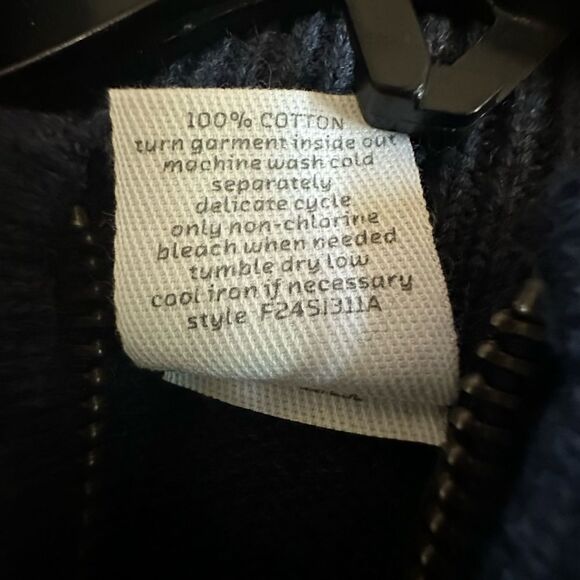 100% COTTON
turn garment inside out
machine wash cold
separately
delicate cycle
only non-chlorine
bleach when needed
tumble dry low
cool iron if necessary
style F24S1311A